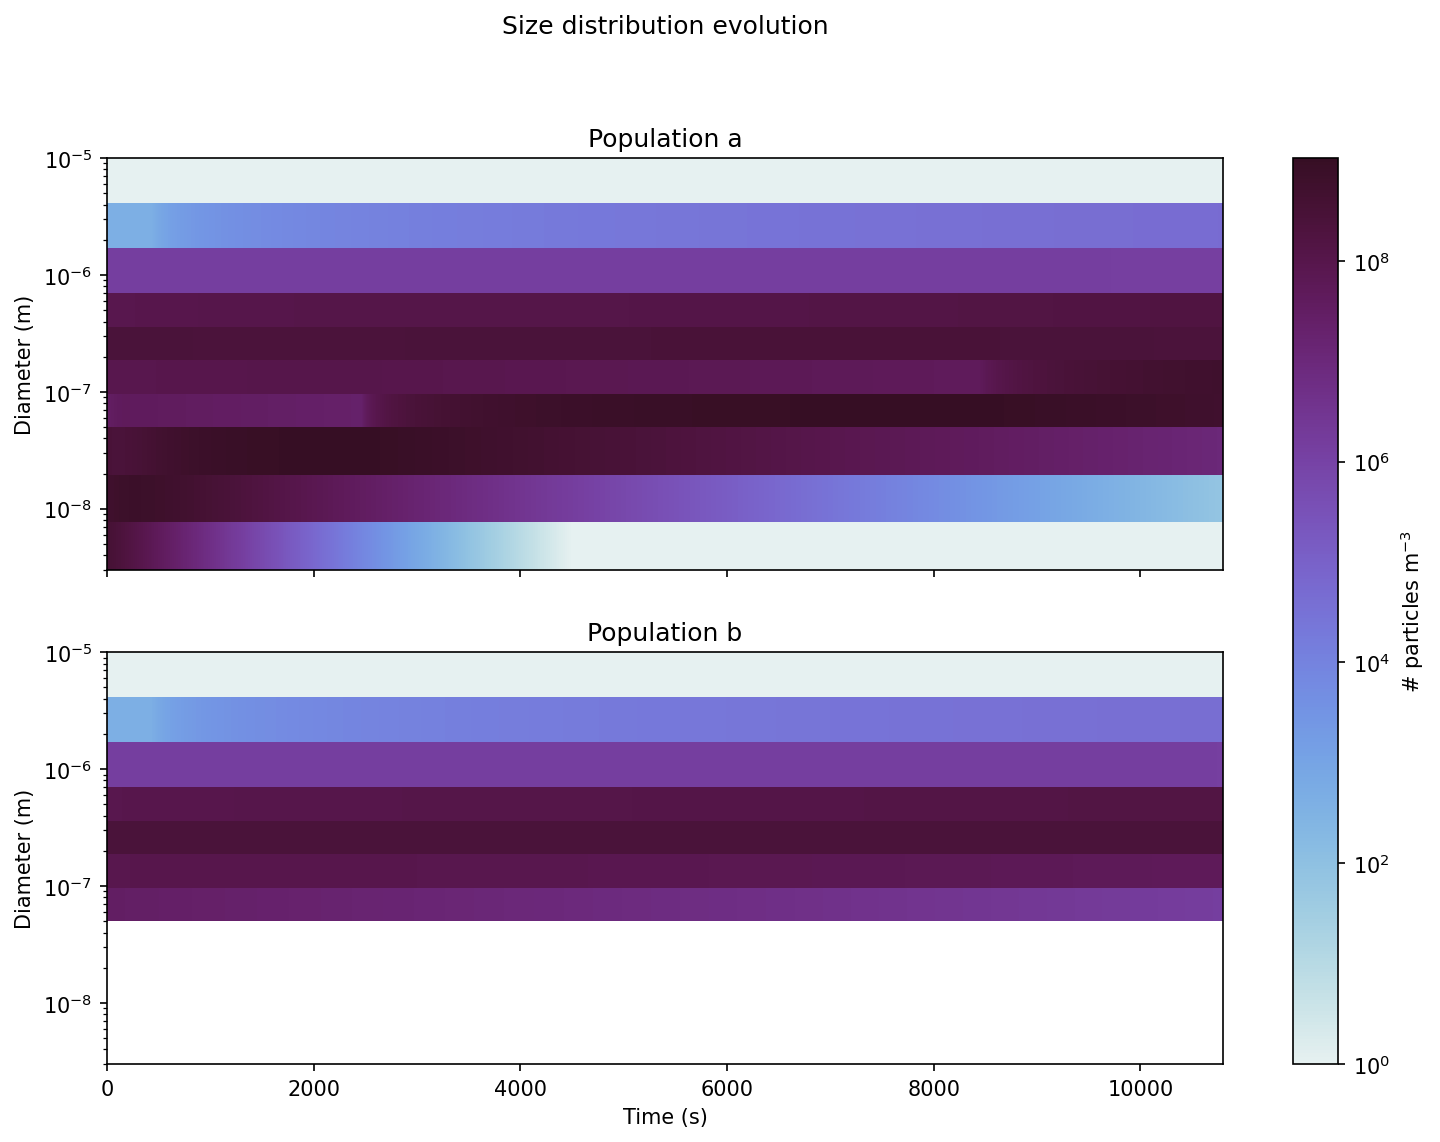 Size distribution evolution
Population a
Diameter (m)
10⁻⁵
10⁻⁶
10⁻⁷
10⁻⁸
Population b
Diameter (m)
10⁻⁵
10⁻⁶
10⁻⁷
10⁻⁸
0 2000 4000 6000 8000 10000
Time (s)
10⁸
10⁶
10⁴
10²
10⁰
# particles m⁻³